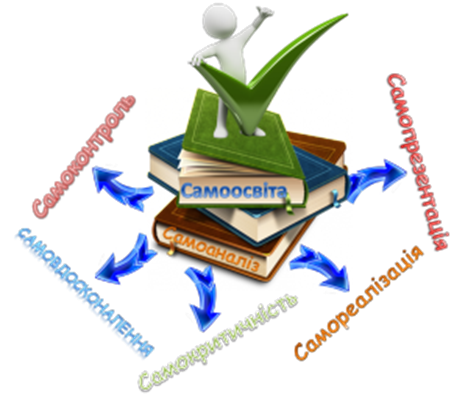 Самоосвіта
Самоаналіз
Самоконтроль
самовдосконалення
Самокритичність
Самореалізація
Самопрезентація